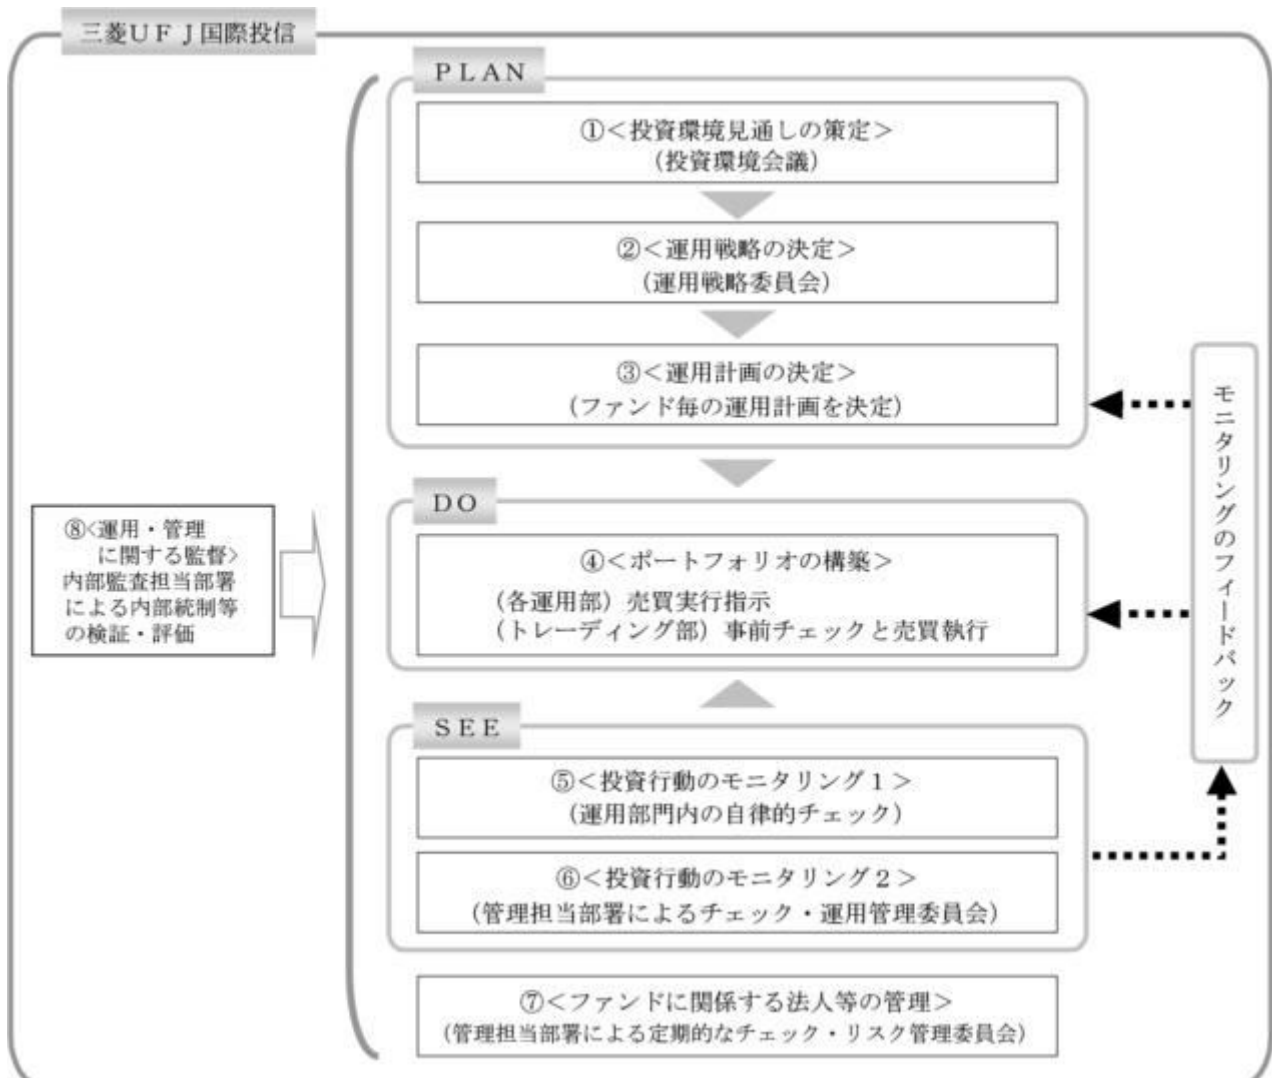 三菱ＵＦＪ国際投信
ＰＬＡＮ
①＜投資環境見通しの策定＞
（投資環境会議）
②＜運用戦略の決定＞
（運用戦略委員会）
③＜運用計画の決定＞
（ファンド毎の運用計画を決定）
ＤＯ
④＜ポートフォリオの構築＞
（各運用部）売買実行指示
（トレーディング部）事前チェックと売買執行
ＳＥＥ
⑤＜投資行動のモニタリング１＞
（運用部門内の自律的チェック）
⑥＜投資行動のモニタリング２＞
（管理担当部署によるチェック・運用管理委員会）
⑦＜ファンドに関係する法人等の管理＞
（管理担当部署による定期的なチェック・リスク管理委員会）
⑧<運用・管理
に関する監督>
内部監査担当部署
による内部統制等
の検証・評価
モニタリングのフィードバック